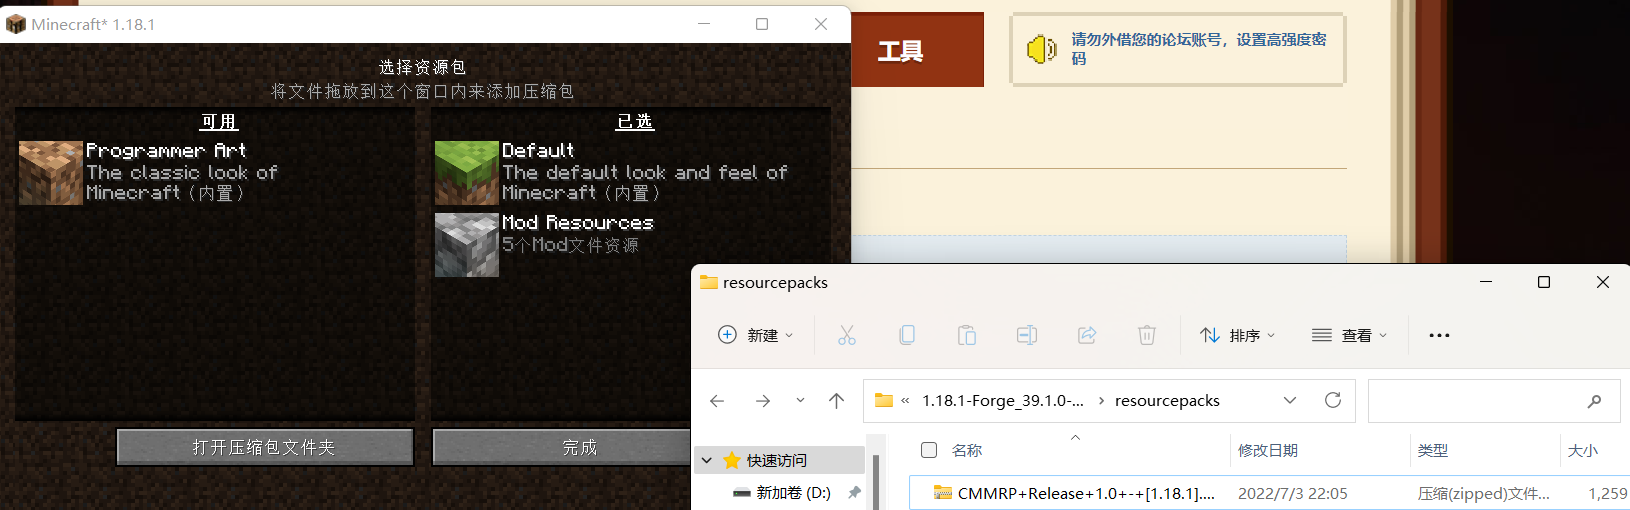 Minecraft* 1.18.1
选择资源包
将文件拖放到这个窗口内来添加压缩包
可用
Programmer Art
The classic look of
Minecraft（内置）
已选
Default
The default look and feel of
Minecraft（内置）
Mod Resources
5个Mod文件资源
打开压缩包文件夹
完成
工具
请勿外借您的论坛账号，设置高强度密
码
resourcepacks
新建
排序
查看
« 1.18.1-Forge_39.1.0-... › resourcepacks
名称
修改日期
类型
大小
快速访问
新加卷 (D:)
CMMRP+Release+1.0+-+[1.18.1]....
2022/7/3 22:05
压缩(zipped)文件...
1,259